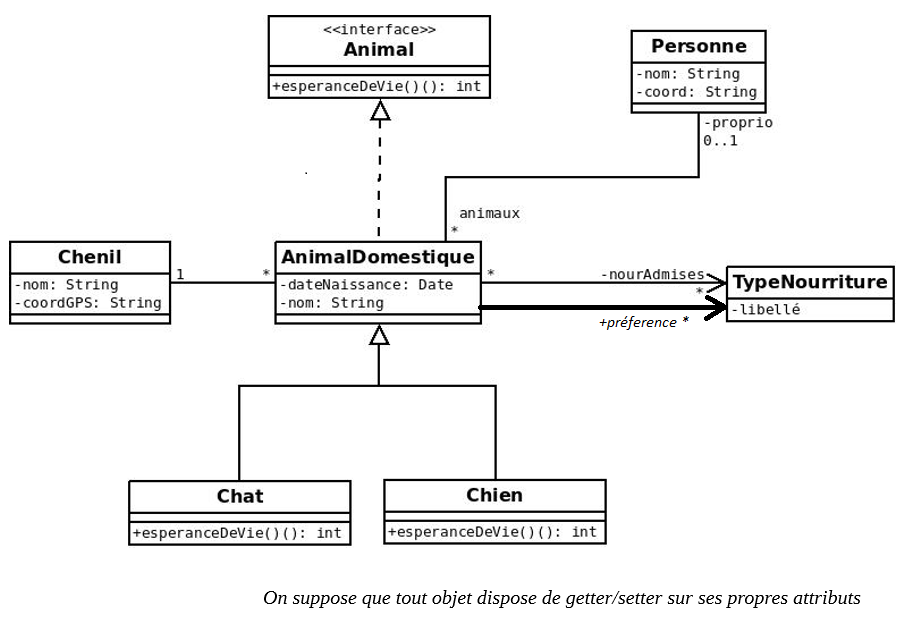 <<interface>>
Animal
+esperanceDeVie()(): int
Personne
-nom: String
-coord: String
-proprio
0..1
animaux
*
Chenil
-nom: String
-coordGPS: String
1
*
AnimalDomestique
-dateNaissance: Date
-nom: String
*
-nourAdmises
*
+préference *
TypeNourriture
-libellé
Chat
+esperanceDeVie()(): int
Chien
+esperanceDeVie()(): int
On suppose que tout objet dispose de getter/setter sur ses propres attributs